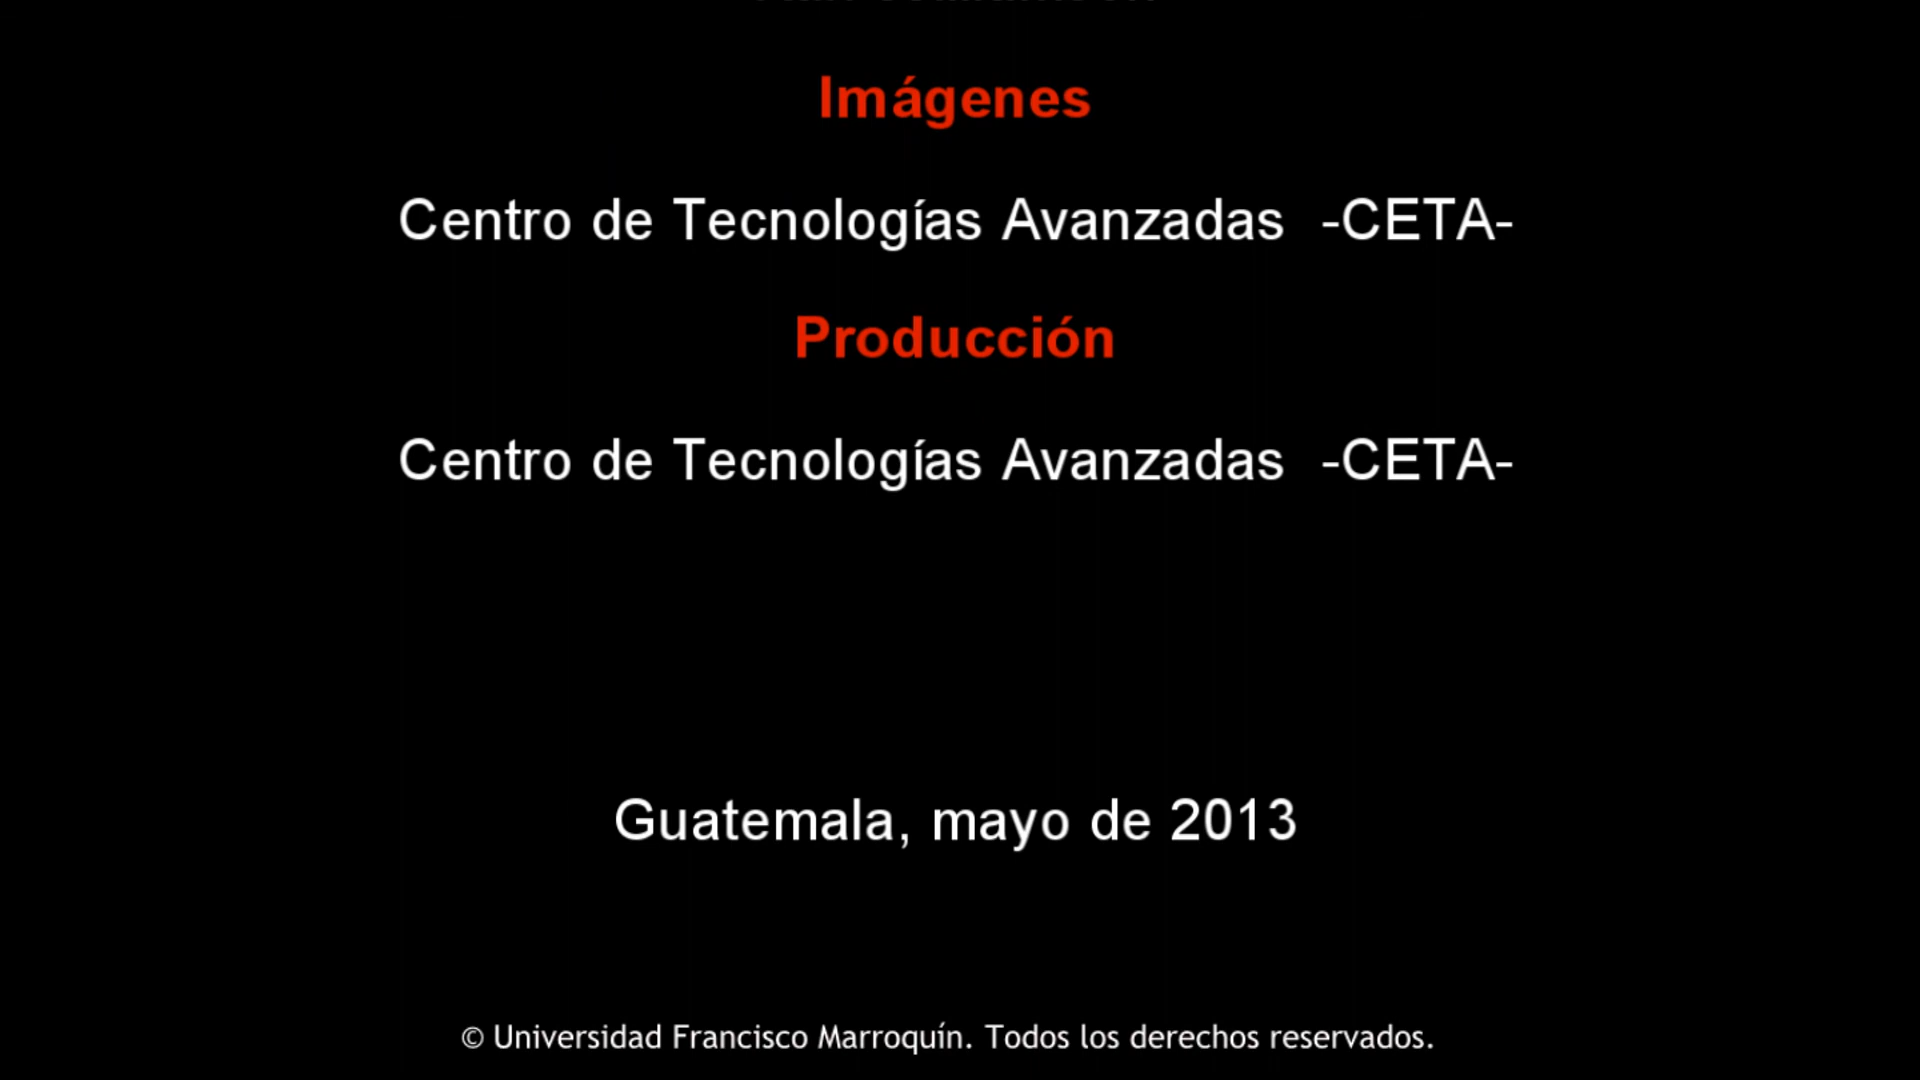 Imágenes
Centro de Tecnologías Avanzadas -CETA-
Producción
Centro de Tecnologías Avanzadas -CETA-
Guatemala, mayo de 2013
© Universidad Francisco Marroquín. Todos los derechos reservados.